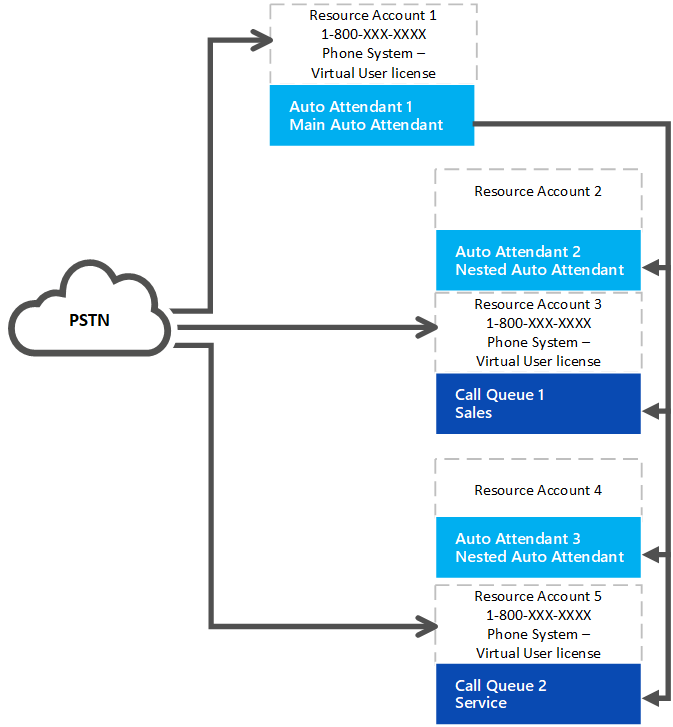 Resource Account 1
1-800-XXX-XXXX
Phone System –
Virtual User license
Auto Attendant 1
Main Auto Attendant
Resource Account 2
Auto Attendant 2
Nested Auto Attendant
PSTN
Resource Account 3
1-800-XXX-XXXX
Phone System –
Virtual User license
Call Queue 1
Sales
Resource Account 4
Auto Attendant 3
Nested Auto Attendant
Resource Account 5
1-800-XXX-XXXX
Phone System –
Virtual User license
Call Queue 2
Service